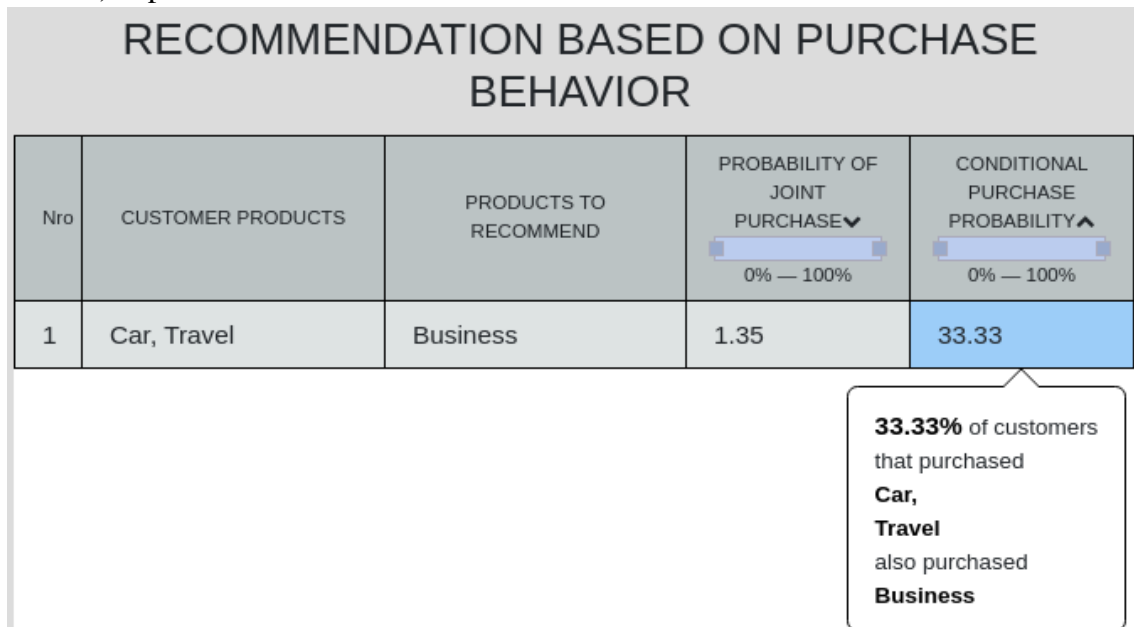 RECOMMENDATION BASED ON PURCHASE
BEHAVIOR
Nro
CUSTOMER PRODUCTS
PRODUCTS TO
RECOMMEND
PROBABILITY OF
JOINT
PURCHASE
0% — 100%
CONDITIONAL
PURCHASE
PROBABILITY
0% — 100%
1 Car, Travel Business 1.35 33.33
33.33% of customers
that purchased
Car,
Travel
also purchased
Business